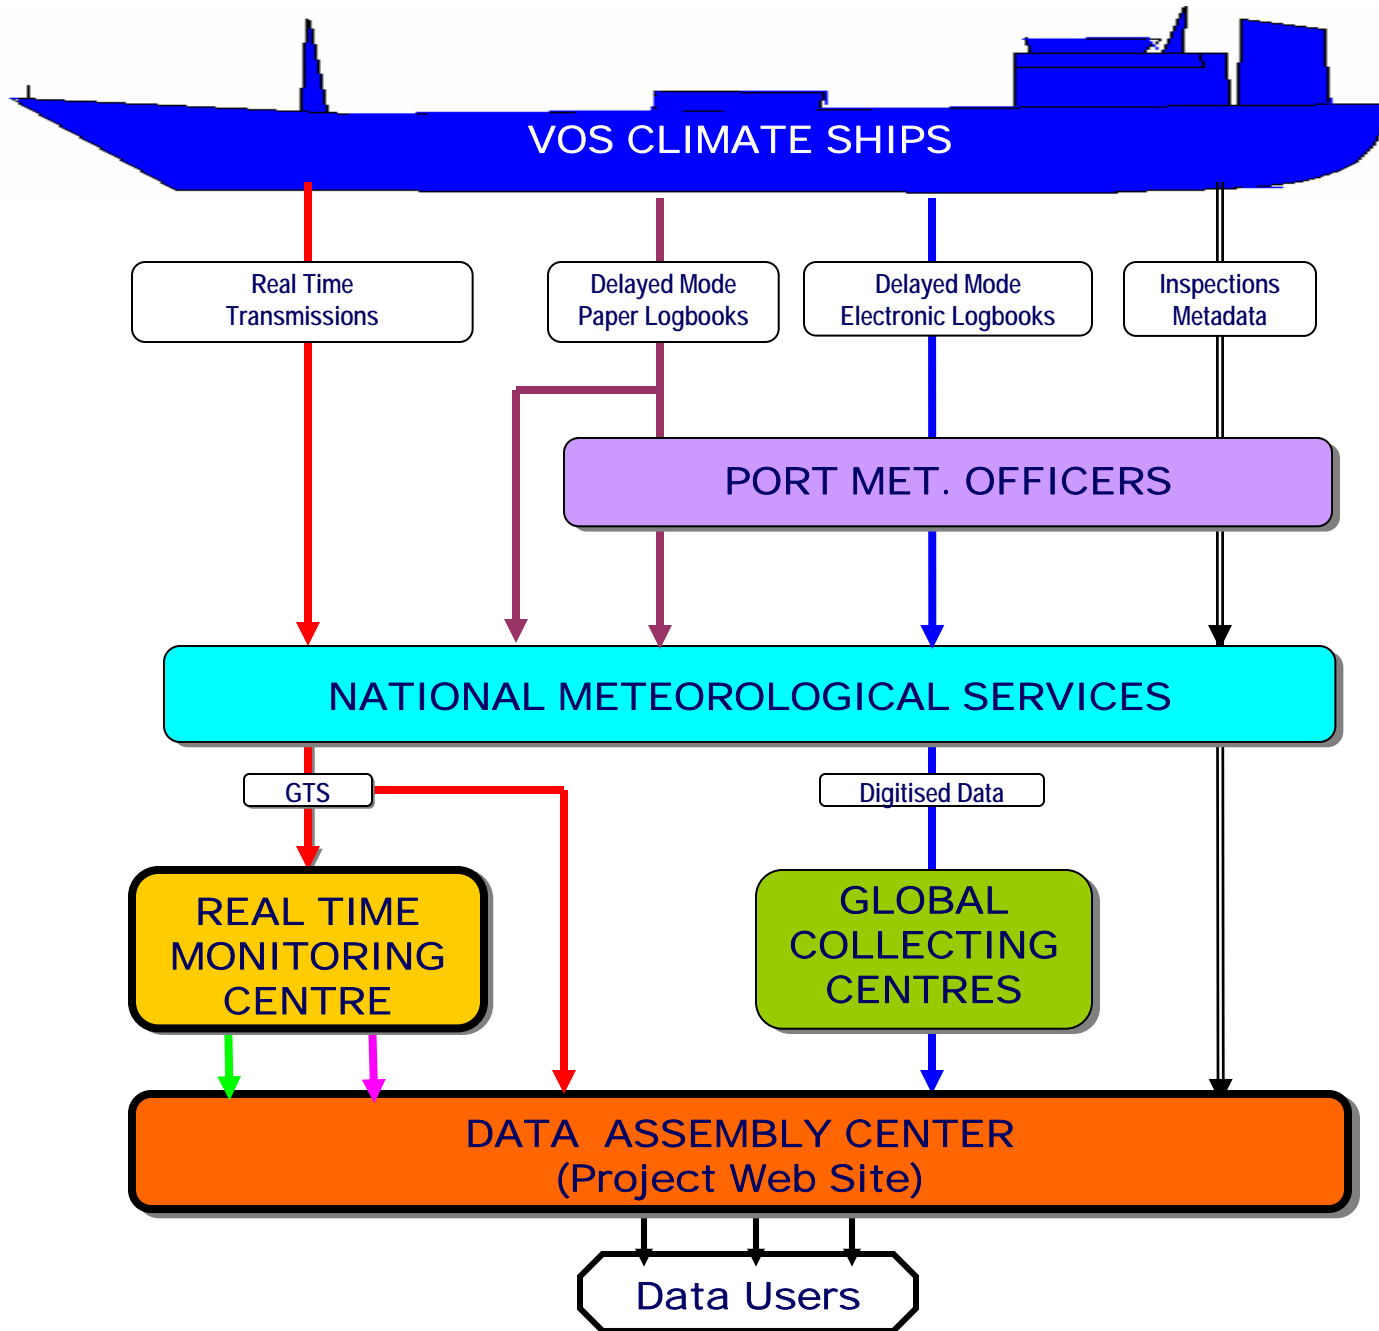 VOS CLIMATE SHIPS
Real Time
Transmissions
Delayed Mode
Paper Logbooks
Delayed Mode
Electronic Logbooks
Inspections
Metadata
PORT MET. OFFICERS
NATIONAL METEOROLOGICAL SERVICES
GTS
Digitised Data
REAL TIME
MONITORING
CENTRE
GLOBAL
COLLECTING
CENTRES
DATA ASSEMBLY CENTER
(Project Web Site)
Data Users